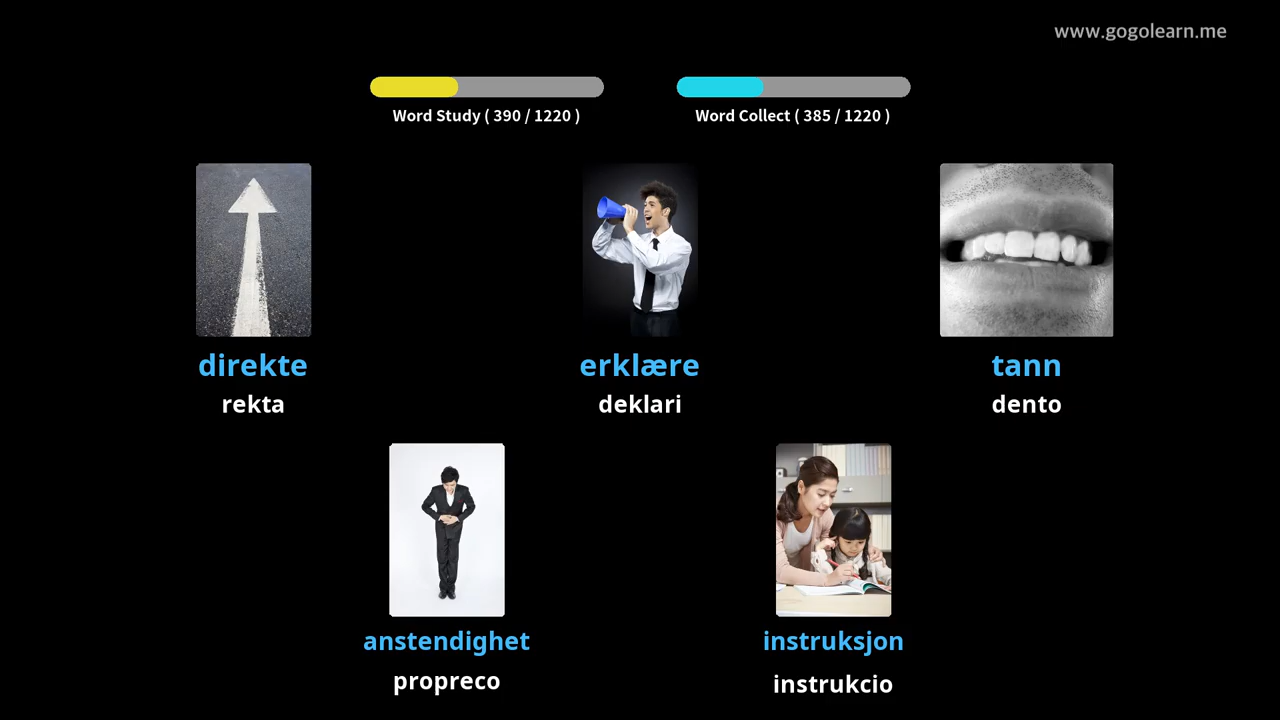 www.gogolearn.me
Word Study ( 390 / 1220 )
Word Collect ( 385 / 1220 )
direkte
erklære
tann
rekta
deklari
dento
anstendighet
instruksjon
propreco
instrukcio